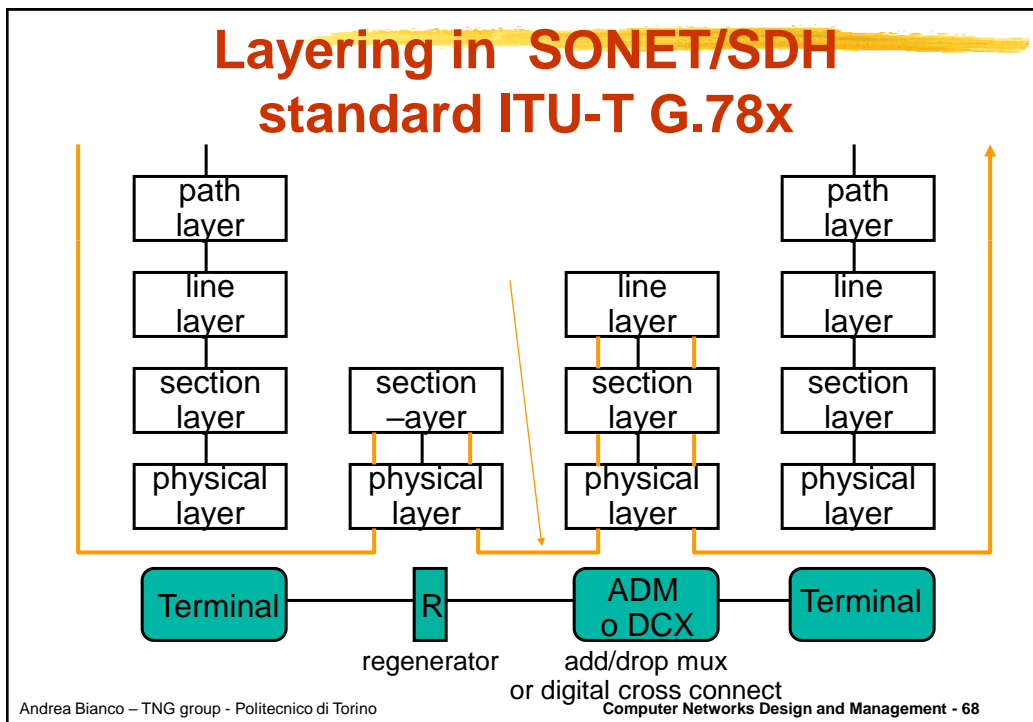 Layering in SONET/SDH
standard ITU-T G.78x
path
layer
path
layer
line
layer
line
layer
line
layer
section
layer
section
–ayer
section
layer
section
layer
physical
layer
physical
layer
physical
layer
physical
layer
Terminal
R
ADM
o DCX
Terminal
regenerator
add/drop mux
or digital cross connect
Andrea Bianco – TNG group - Politecnico di Torino
Computer Networks Design and Management - 68